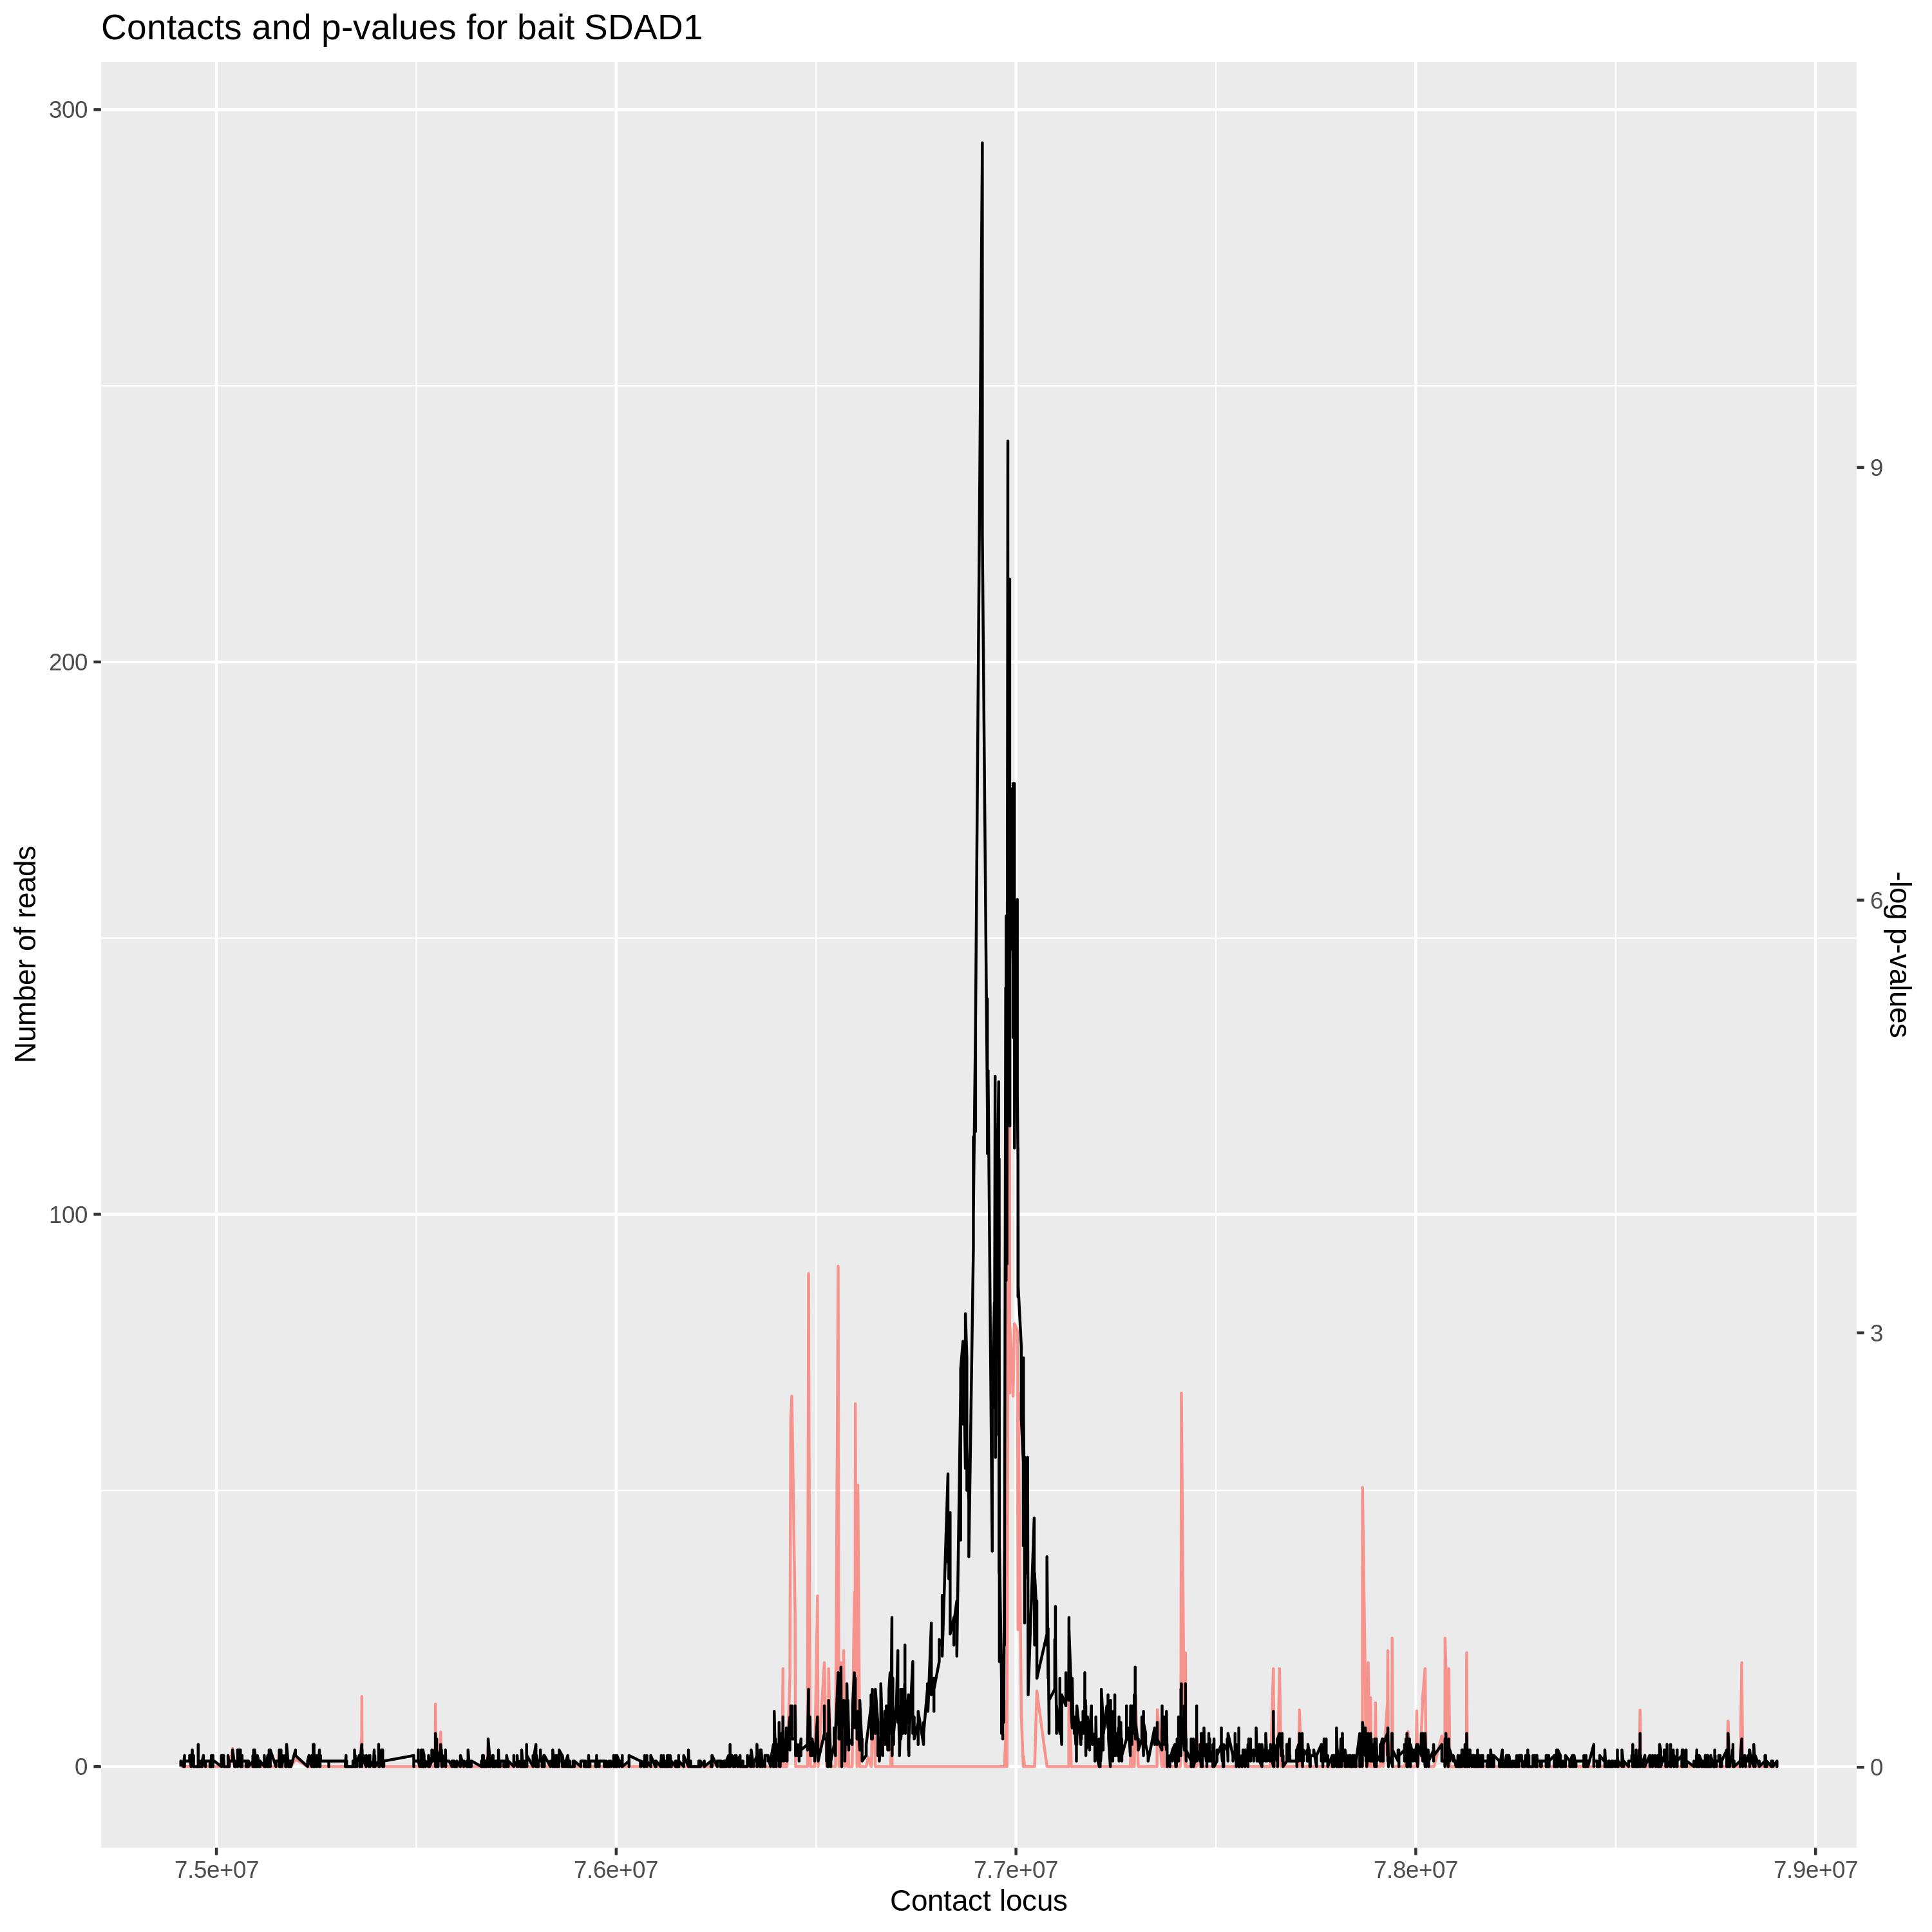 Contacts and p-values for bait SDAD1
300
200
100
0
Number of reads
9
6
3
0
-log p-values
7.5e+07
7.6e+07
7.7e+07
7.8e+07
7.9e+07
Contact locus